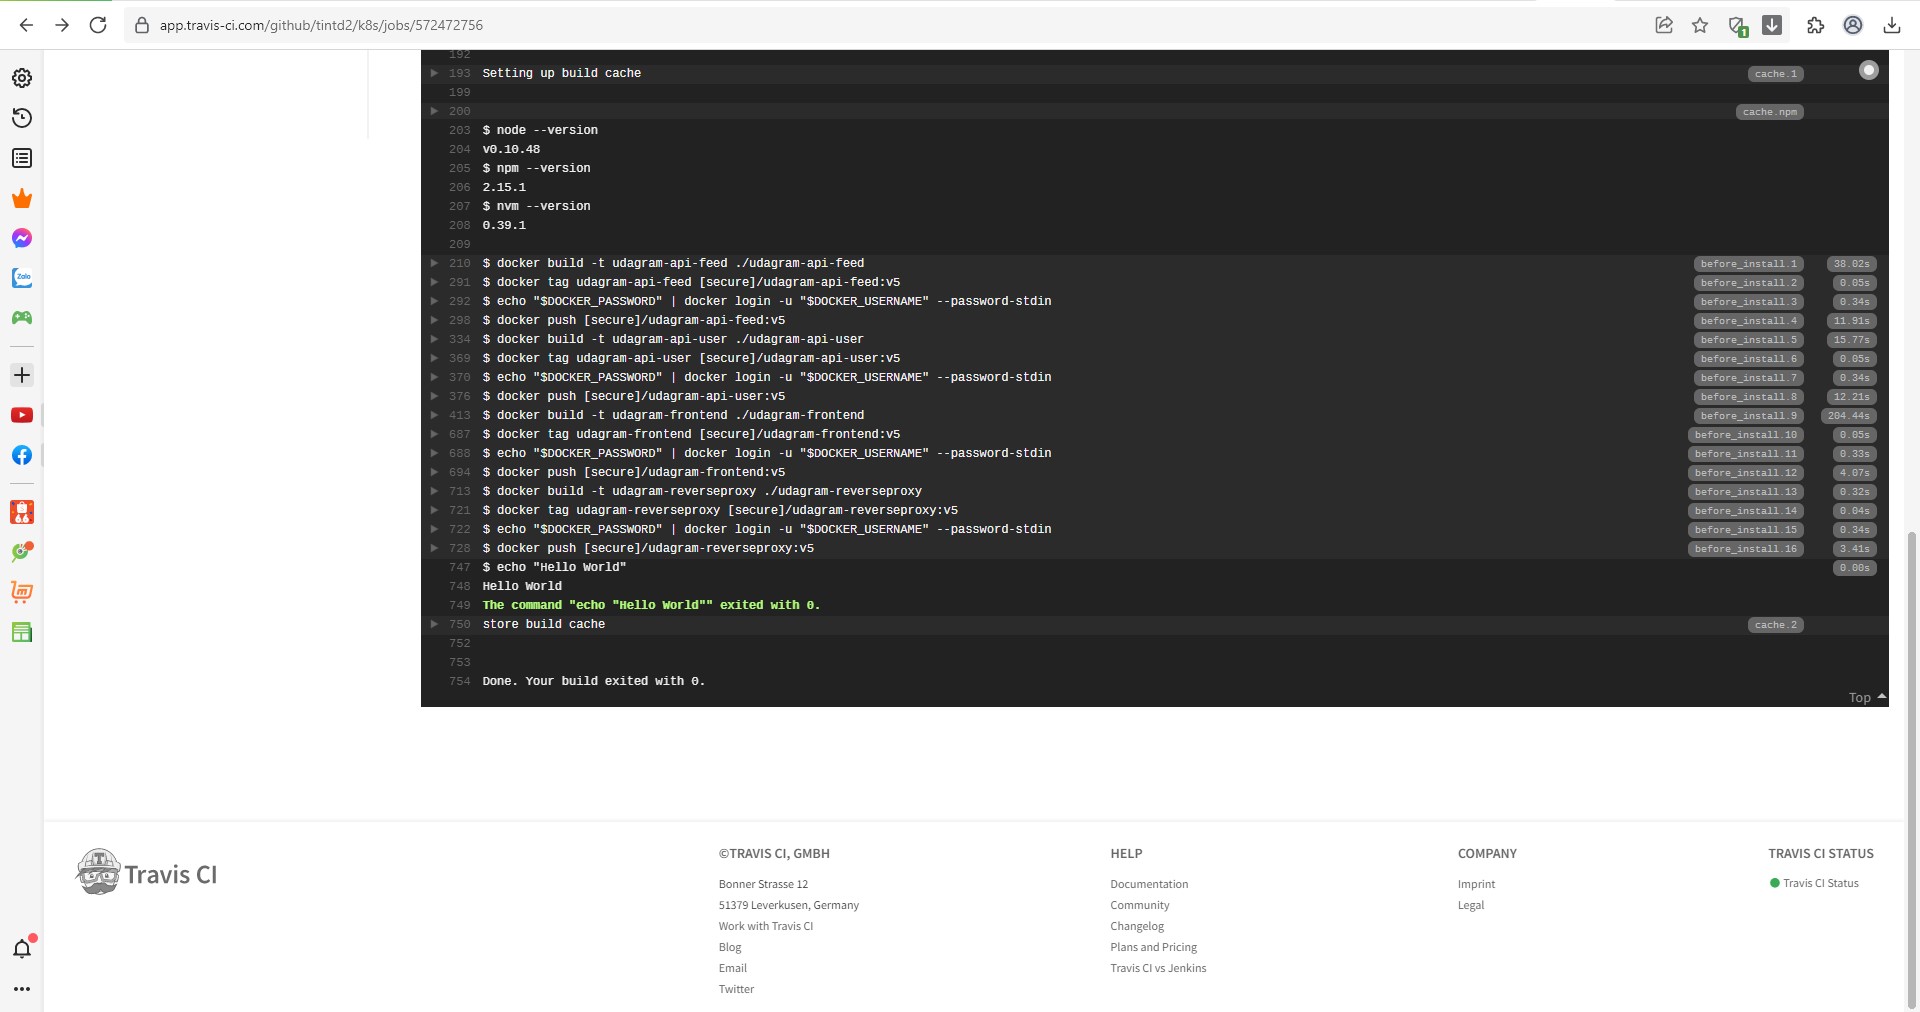 app.travis-ci.com/github/tintd2/k8s/jobs/572472756
1
192
193 Setting up build cache cache.1
199
200 cache.npm
203 $ node --version
204 v0.10.48
205 $ npm --version
206 2.15.1
207 $ nvm --version
208 0.39.1
209
210 $ docker build -t udagram-api-feed ./udagram-api-feed before_install.1 38.02s
291 $ docker tag udagram-api-feed [secure]/udagram-api-feed:v5 before_install.2 0.05s
292 $ echo "$DOCKER_PASSWORD" | docker login -u "$DOCKER_USERNAME" --password-stdin before_install.3 0.34s
298 $ docker push [secure]/udagram-api-feed:v5 before_install.4 11.91s
334 $ docker build -t udagram-api-user ./udagram-api-user before_install.5 15.77s
369 $ docker tag udagram-api-user [secure]/udagram-api-user:v5 before_install.6 0.05s
370 $ echo "$DOCKER_PASSWORD" | docker login -u "$DOCKER_USERNAME" --password-stdin before_install.7 0.34s
376 $ docker push [secure]/udagram-api-user:v5 before_install.8 12.21s
413 $ docker build -t udagram-frontend ./udagram-frontend before_install.9 204.44s
687 $ docker tag udagram-frontend [secure]/udagram-frontend:v5 before_install.10 0.05s
688 $ echo "$DOCKER_PASSWORD" | docker login -u "$DOCKER_USERNAME" --password-stdin before_install.11 0.33s
694 $ docker push [secure]/udagram-frontend:v5 before_install.12 4.07s
713 $ docker build -t udagram-reverseproxy ./udagram-reverseproxy before_install.13 0.32s
721 $ docker tag udagram-reverseproxy [secure]/udagram-reverseproxy:v5 before_install.14 0.04s
722 $ echo "$DOCKER_PASSWORD" | docker login -u "$DOCKER_USERNAME" --password-stdin before_install.15 0.34s
728 $ docker push [secure]/udagram-reverseproxy:v5 before_install.16 3.41s
747 $ echo "Hello World" 0.00s
748 Hello World
749 The command "echo "Hello World"" exited with 0.
750 store build cache cache.2
752
753
754 Done. Your build exited with 0.
Top
Zalo
6.6
Travis CI
©TRAVIS CI, GMBH
Bonner Strasse 12
51379 Leverkusen, Germany
Work with Travis CI
Blog
Email
Twitter
HELP
Documentation
Community
Changelog
Plans and Pricing
Travis CI vs Jenkins
COMPANY
Imprint
Legal
TRAVIS CI STATUS
Travis CI Status